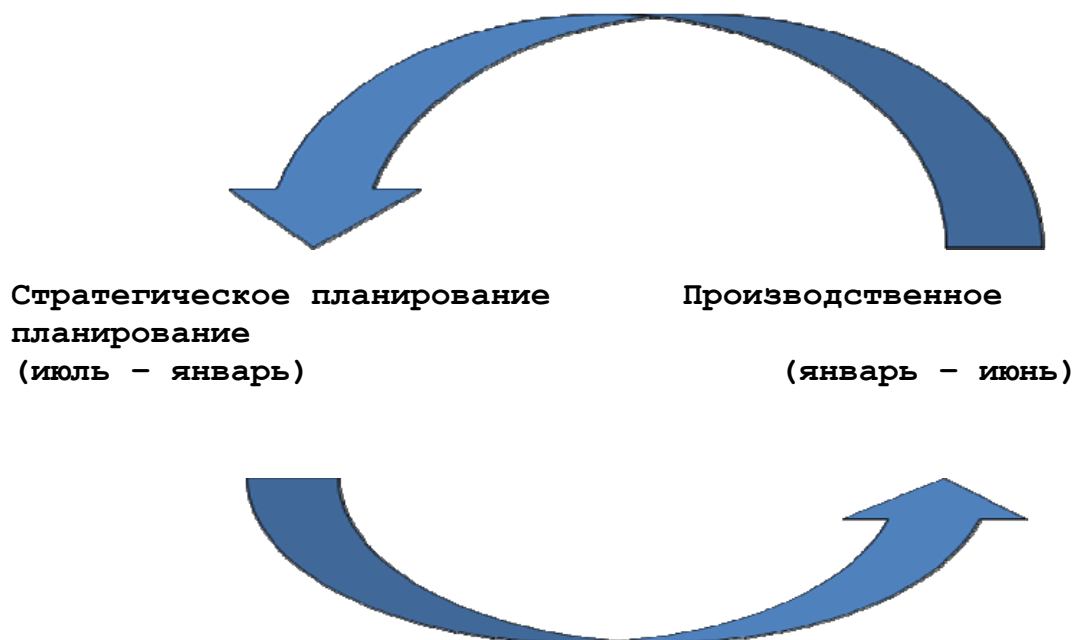 Стратегическое планирование Производственное
планирование
(июль – январь) (январь – июнь)